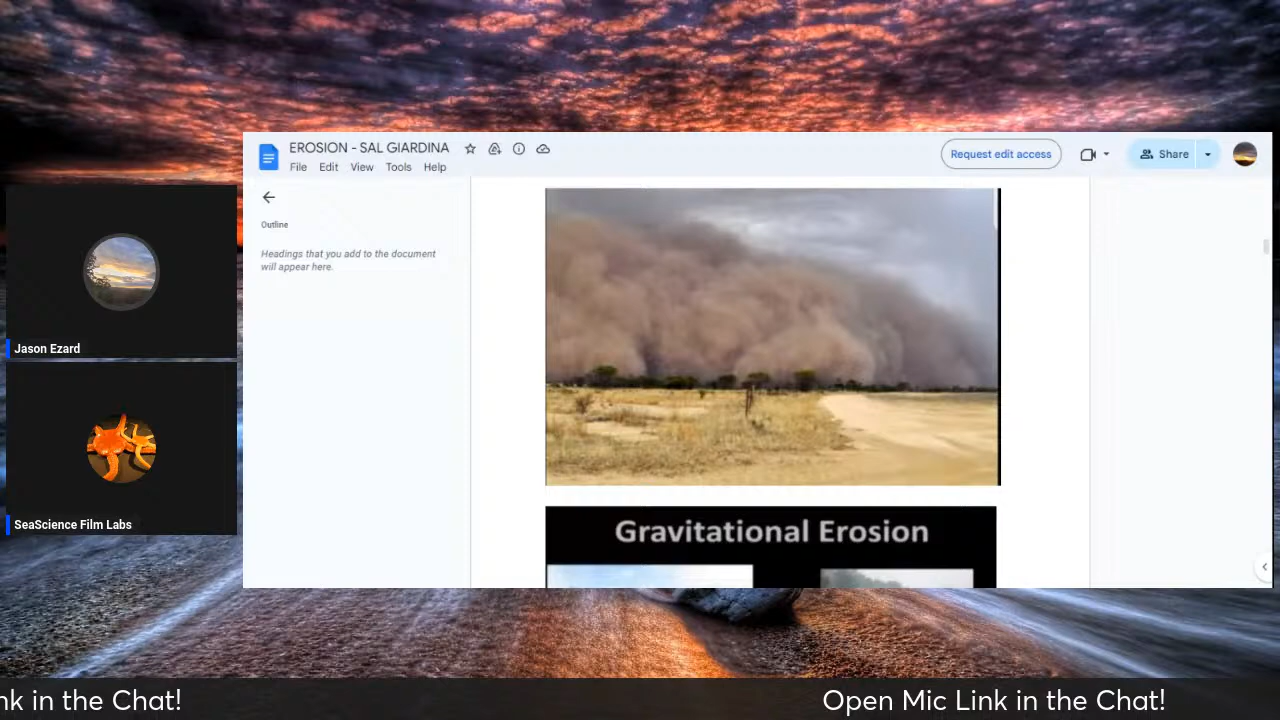 EROSION - SAL GIARDINA
File Edit View Tools Help
Request edit access
Share
Outline
Headings that you add to the document
will appear here.
Jason Ezard
SeaScience Film Labs
Gravitational Erosion
nk in the Chat!
Open Mic Link in the Chat!